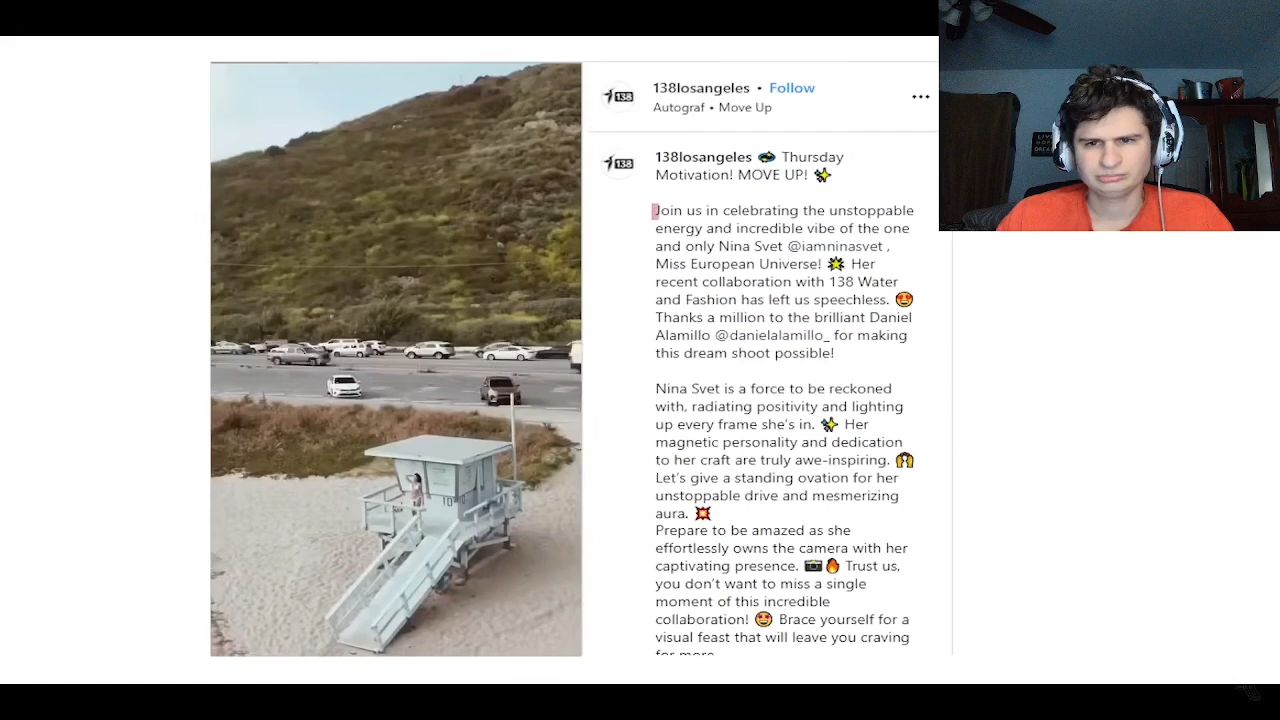 138losangeles • Follow
Autograf • Move Up
138
138losangeles Thursday
Motivation! MOVE UP! ✨
138
Join us in celebrating the unstoppable
energy and incredible vibe of the one
and only Nina Svet @iamninasvet ,
Miss European Universe! 🌟 Her
recent collaboration with 138 Water
and Fashion has left us speechless. 😍
Thanks a million to the brilliant Daniel
Alamillo @danielalamillo_ for making
this dream shoot possible!
Nina Svet is a force to be reckoned
with, radiating positivity and lighting
up every frame she's in. ✨ Her
magnetic personality and dedication
to her craft are truly awe-inspiring. 🙌
Let's give a standing ovation for her
unstoppable drive and mesmerizing
aura. 💥
Prepare to be amazed as she
effortlessly owns the camera with her
captivating presence. 📸🔥 Trust us,
you don't want to miss a single
moment of this incredible
collaboration! 🤩 Brace yourself for a
visual feast that will leave you craving
for more